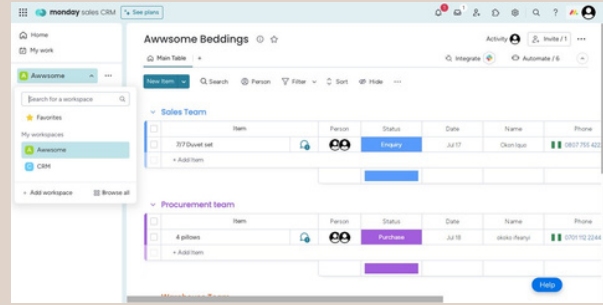 monday sales CRM
See plans
Home
My work
Awwsome
Search for a workspace
Favorites
My workspaces
Awwsome
CRM
+ Add workspace
Browse all
Awwsome Beddings
Activity
Invite / 1
Main Table
+
Integrate
Automate / 6
New Item
Search
Person
Filter
Sort
Hide
Sales Team
Item Person Status Date Name Phone
7/7 Duvet set Enquiry Jul 17
+ Add Item
Procurement team
Item Person Status Date Name Phone
4 pillows Purchase Jul 18 0701 112 2244
+ Add Item
Help